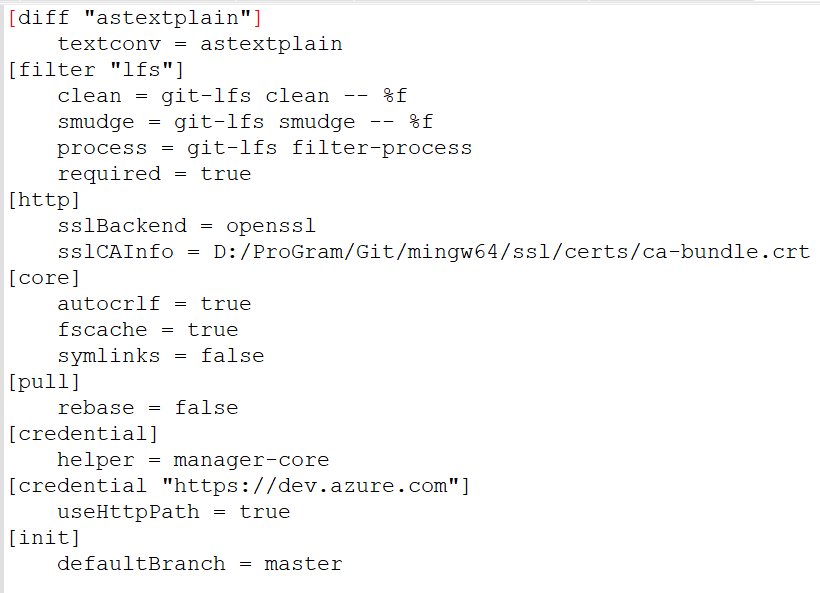 [diff "astextplain"]
    textconv = astextplain
[filter "lfs"]
    clean = git-lfs clean -- %f
    smudge = git-lfs smudge -- %f
    process = git-lfs filter-process
    required = true
[http]
    sslBackend = openssl
    sslCAInfo = D:/ProGram/Git/mingw64/ssl/certs/ca-bundle.crt
[core]
    autocrlf = true
    fscache = true
    symlinks = false
[pull]
    rebase = false
[credential]
    helper = manager-core
[credential "https://dev.azure.com"]
    useHttpPath = true
[init]
    defaultBranch = master